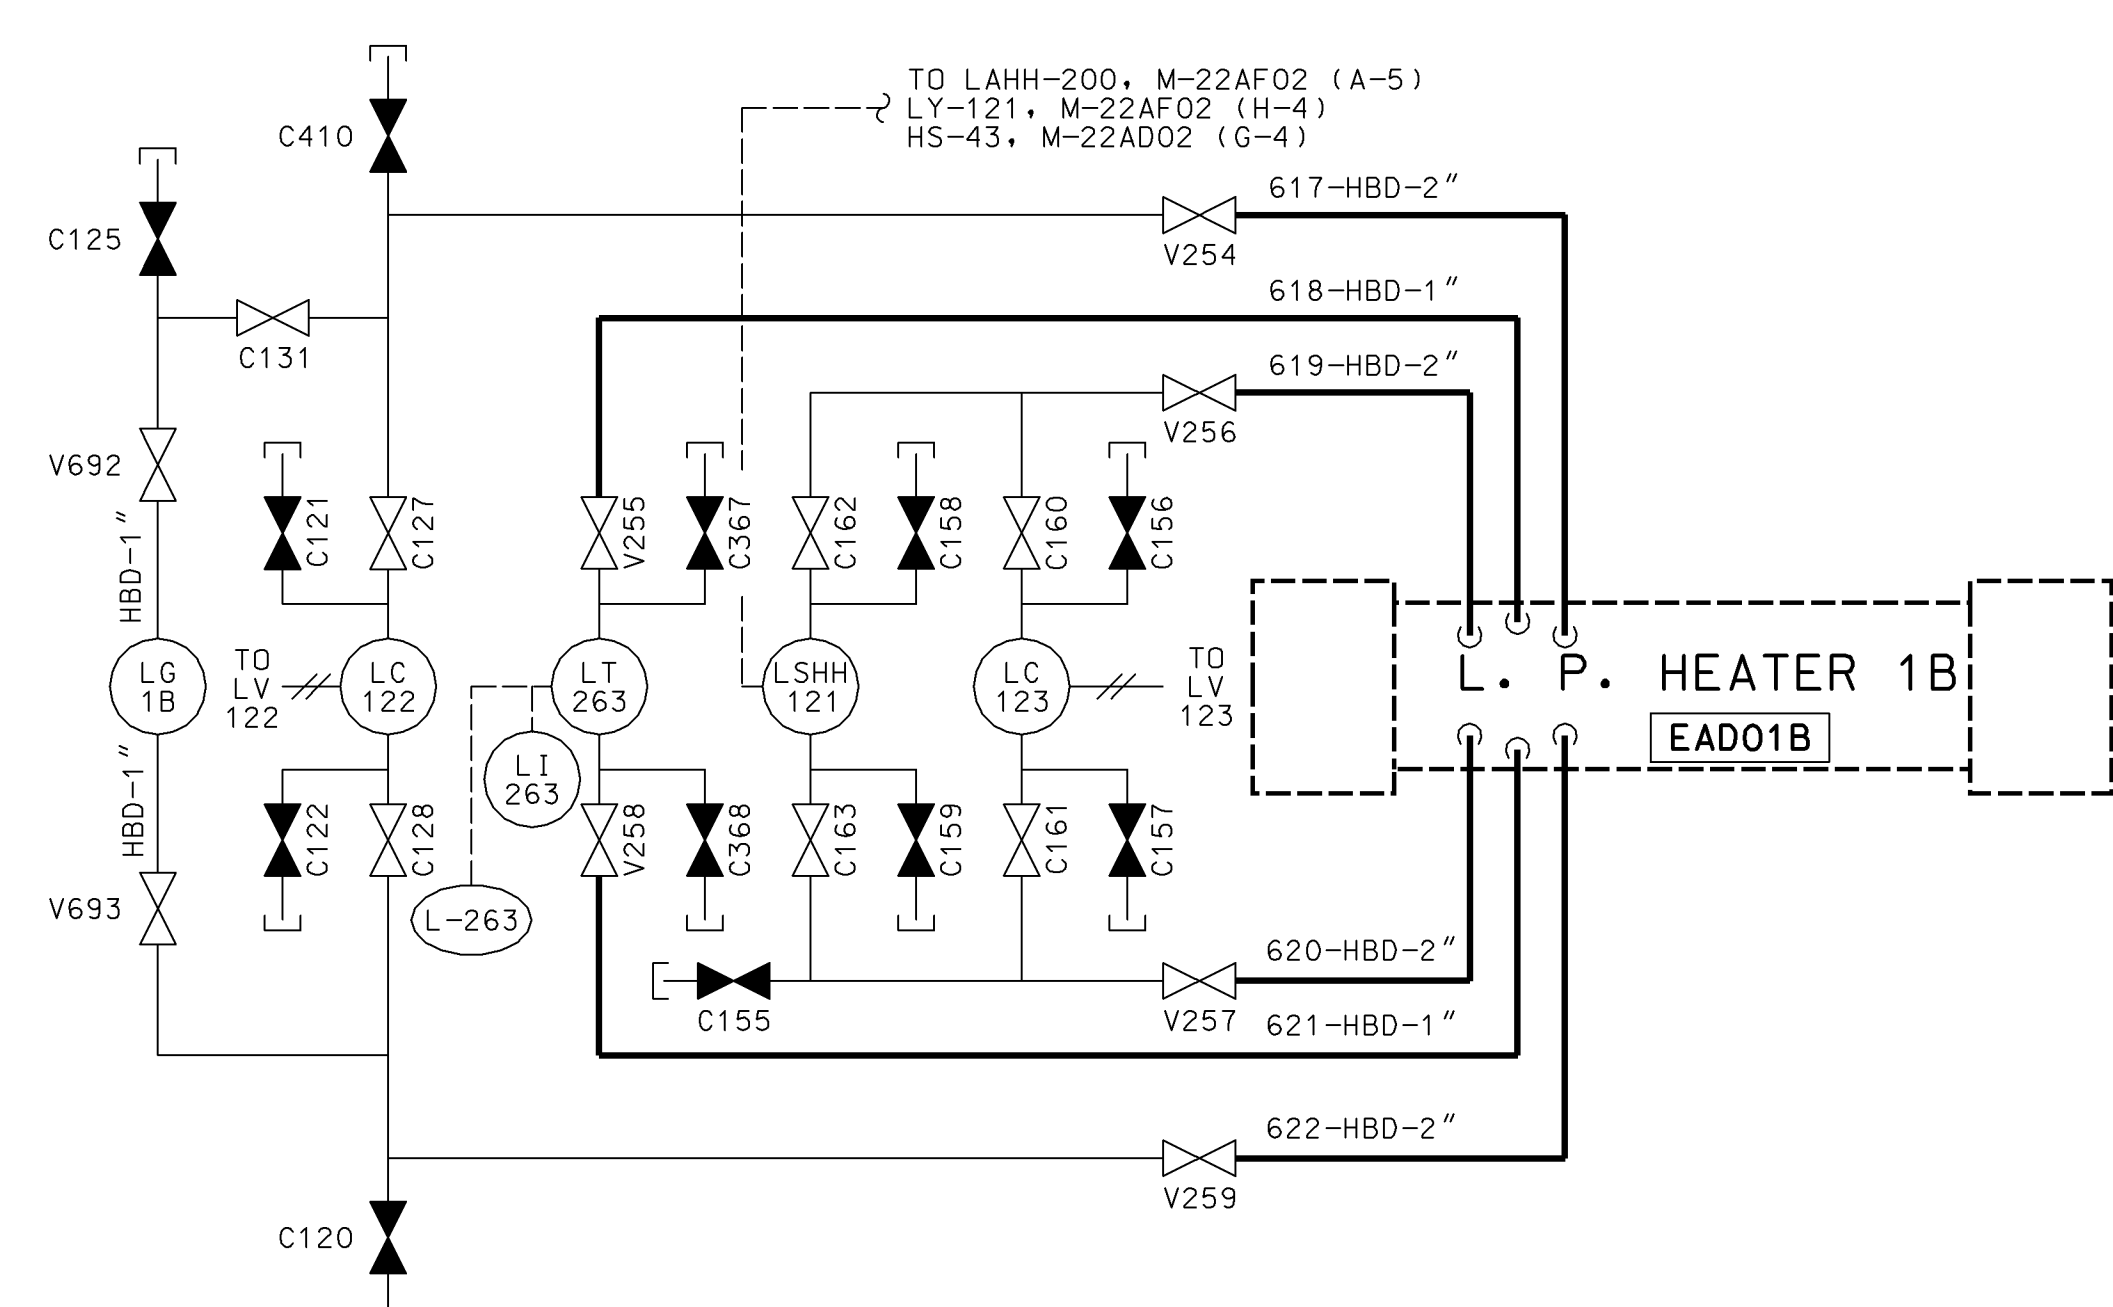 TO LAHH-200, M-22AF02 (A-5)
LY-121, M-22AF02 (H-4)
HS-43, M-22AD02 (G-4)
C410
C125
617-HBD-2"
V254
618-HBD-1"
C131
619-HBD-2"
V256
V692
C121
C127
V255
C367
C162
C158
C160
C156
HBD-1"
LG
1B
TO
LV
122
LC
122
LT
263
LSHH
121
LC
123
TO
LV
123
L. P. HEATER 1B
EAD01B
LI
263
HBD-1"
C122
C128
V258
C368
C163
C159
C161
C157
V693
L-263
620-HBD-2"
C155
V257
621-HBD-1"
622-HBD-2"
V259
C120